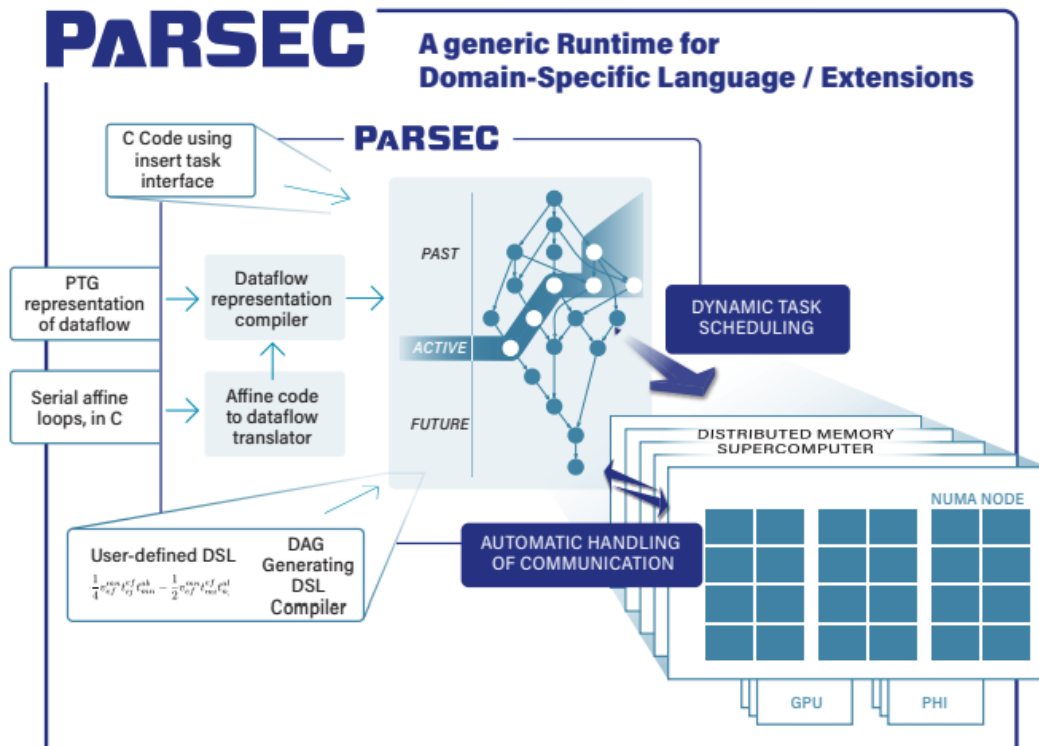 PaRSEC
A generic Runtime for
Domain-Specific Language / Extensions
PaRSEC
C Code using
insert task
interface
PTG
representation
of dataflow
Dataflow
representation
compiler
Serial affine
loops, in C
Affine code
to dataflow
translator
PAST
ACTIVE
FUTURE
DYNAMIC TASK
SCHEDULING
DISTRIBUTED MEMORY
SUPERCOMPUTER
NUMA NODE
AUTOMATIC HANDLING
OF COMMUNICATION
User-defined DSL
DAG
Generating
DSL
Compiler
GPU
PHI